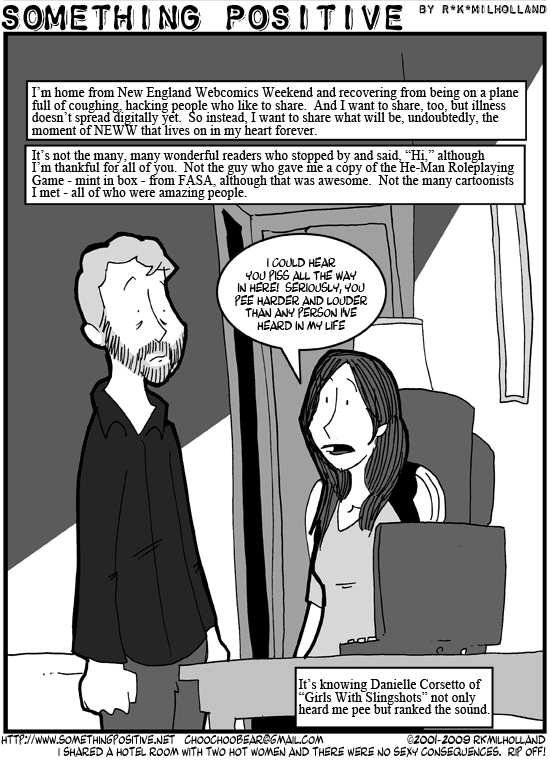 SOMETHING POSITIVE BY R*K*MILHOLLAND
I'm home from New England Webcomics Weekend and recovering from being on a plane
full of coughing, hacking people who like to share. And I want to share, too, but illness
doesn't spread digitally yet. So instead, I want to share what will be, undoubtedly, the
moment of NEWW that lives on in my heart forever.
It's not the many, many wonderful readers who stopped by and said, "Hi," although
I'm thankful for all of you. Not the guy who gave me a copy of the He-Man Roleplaying
Game - mint in box - from FASA, although that was awesome. Not the many cartoonists
I met - all of who were amazing people.
I COULD HEAR
YOU PISS ALL THE WAY
IN HERE! SERIOUSLY, YOU
PEE HARDER AND LOUDER
THAN ANY PERSON I'VE
HEARD IN MY LIFE
It's knowing Danielle Corsetto of
"Girls With Slingshots" not only
heard me pee but ranked the sound.
HTTP://WWW.SOMETHINGPOSITIVE.NET CHOOCHOOBEAR@GMAIL.COM ©2001-2009 RKMILHOLLAND
I SHARED A HOTEL ROOM WITH TWO HOT WOMEN AND THERE WERE NO SEXY CONSEQUENCES. RIP OFF!